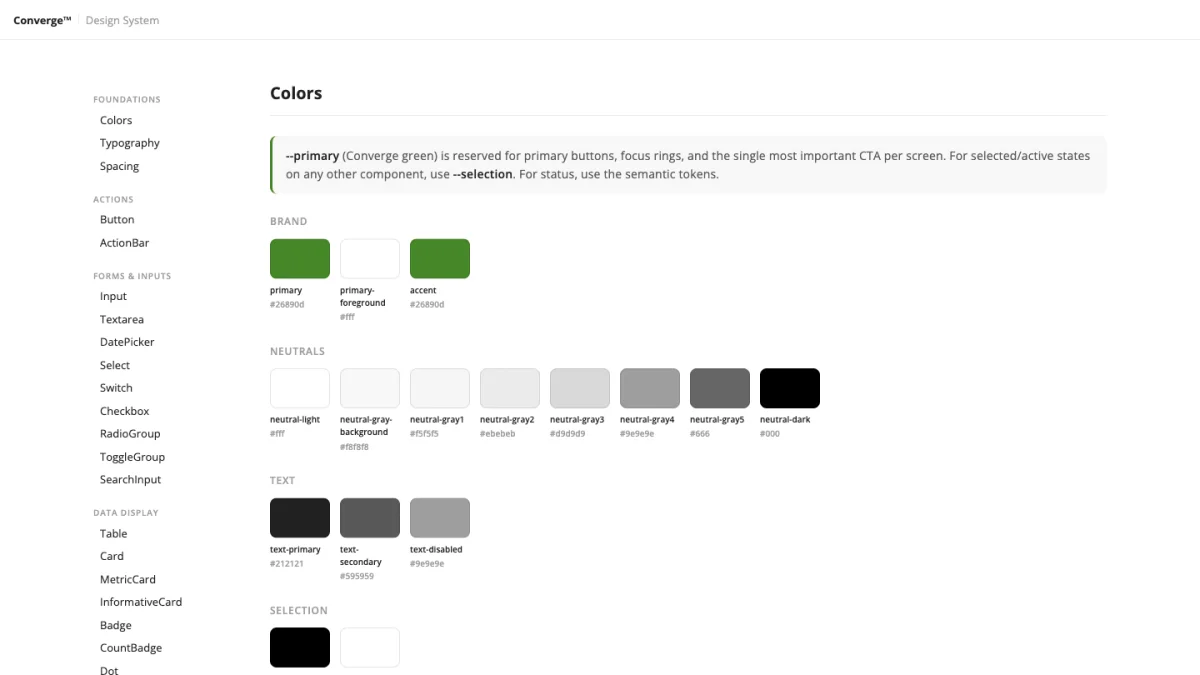 Converge™ Design System
FOUNDATIONS
Colors
Typography
Spacing
ACTIONS
Button
ActionBar
FORMS & INPUTS
Input
Textarea
DatePicker
Select
Switch
Checkbox
RadioGroup
ToggleGroup
SearchInput
DATA DISPLAY
Table
Card
MetricCard
InformativeCard
Badge
CountBadge
Dot
Colors
--primary (Converge green) is reserved for primary buttons, focus rings, and the single most important CTA per screen. For selected/active states
on any other component, use --selection. For status, use the semantic tokens.
BRAND
primary
#26890d
primary-
foreground
#fff
accent
#26890d
NEUTRALS
neutral-light
#fff
neutral-gray-
background
#f8f8f8
neutral-gray1
#f5f5f5
neutral-gray2
#ebebeb
neutral-gray3
#d9d9d9
neutral-gray4
#9e9e9e
neutral-gray5
#666
neutral-dark
#000
TEXT
text-primary
#212121
text-
secondary
#595959
text-disabled
#9e9e9e
SELECTION